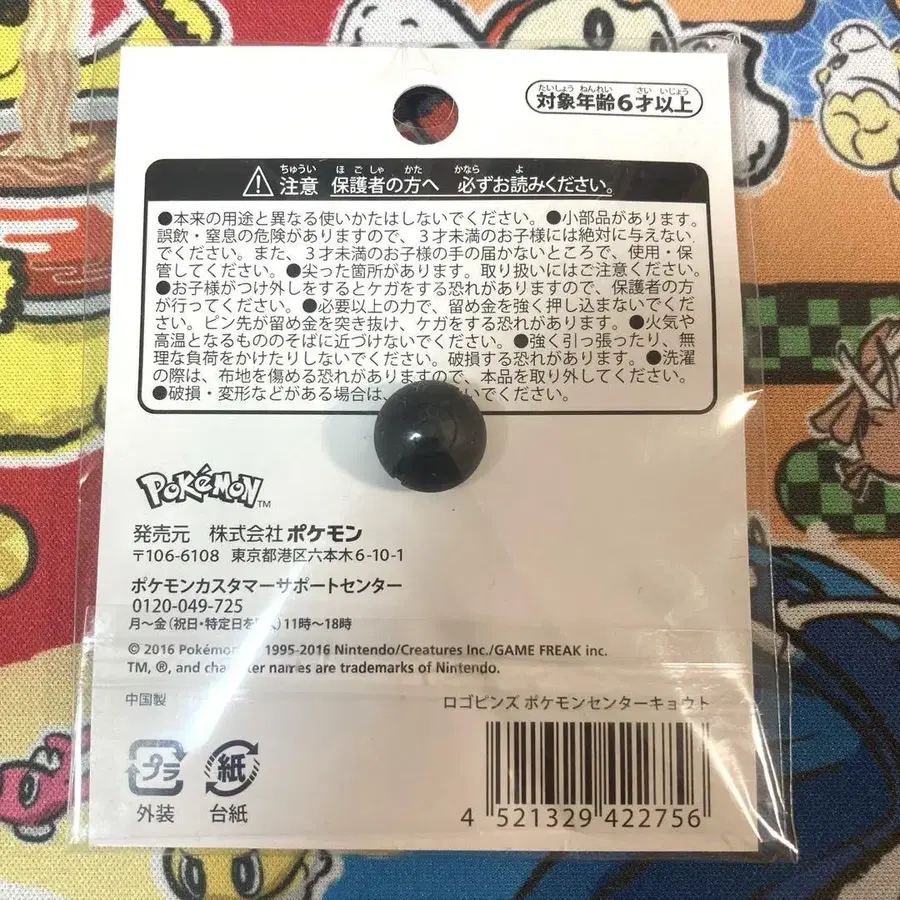 たいしょう ねんれい さい いじょう
対象年齢6才以上
ちゅうい ほごしゃ かた かなら よ
注意 保護者の方へ 必ずお読みください。
●本来の用途と異なる使いかたはしないでください。●小部品があります。
誤飲・窒息の危険がありますので、３才未満のお子様には絶対に与えない
でください。また、３才未満のお子様の手の届かないところで、使用・保
管してください。●尖った箇所があります。取り扱いにはご注意ください。
●お子様がつけ外しをするとケガをする恐れがありますので、保護者の方
が行ってください。●必要以上の力で、留め金を強く押し込まないでくだ
さい。ピン先が留め金を突き抜け、ケガをする恐れがあります。●火気や
高温となるもののそばに近づけないでください。●強く引っ張ったり、無
理な負荷をかけたりしないでください。破損する恐れがあります。●洗濯
の際は、布地を傷める恐れがありますので、本品を取り外してください。
●破損・変形などがある場合は、いでください。
POKéMON TM
発売元 株式会社 ポケモン
〒106-6108 東京都港区六本木6-10-1
ポケモンカスタマーサポートセンター
0120-049-725
月～金(祝日・特定日を除く)11時～18時
© 2016 Pokémon. © 1995-2016 Nintendo/Creatures Inc./GAME FREAK inc.
TM, ®, and character names are trademarks of Nintendo.
中国製 ロゴピンズ ポケモンセンターキョウト
プラ 紙
外装 台紙
4 521329 422756